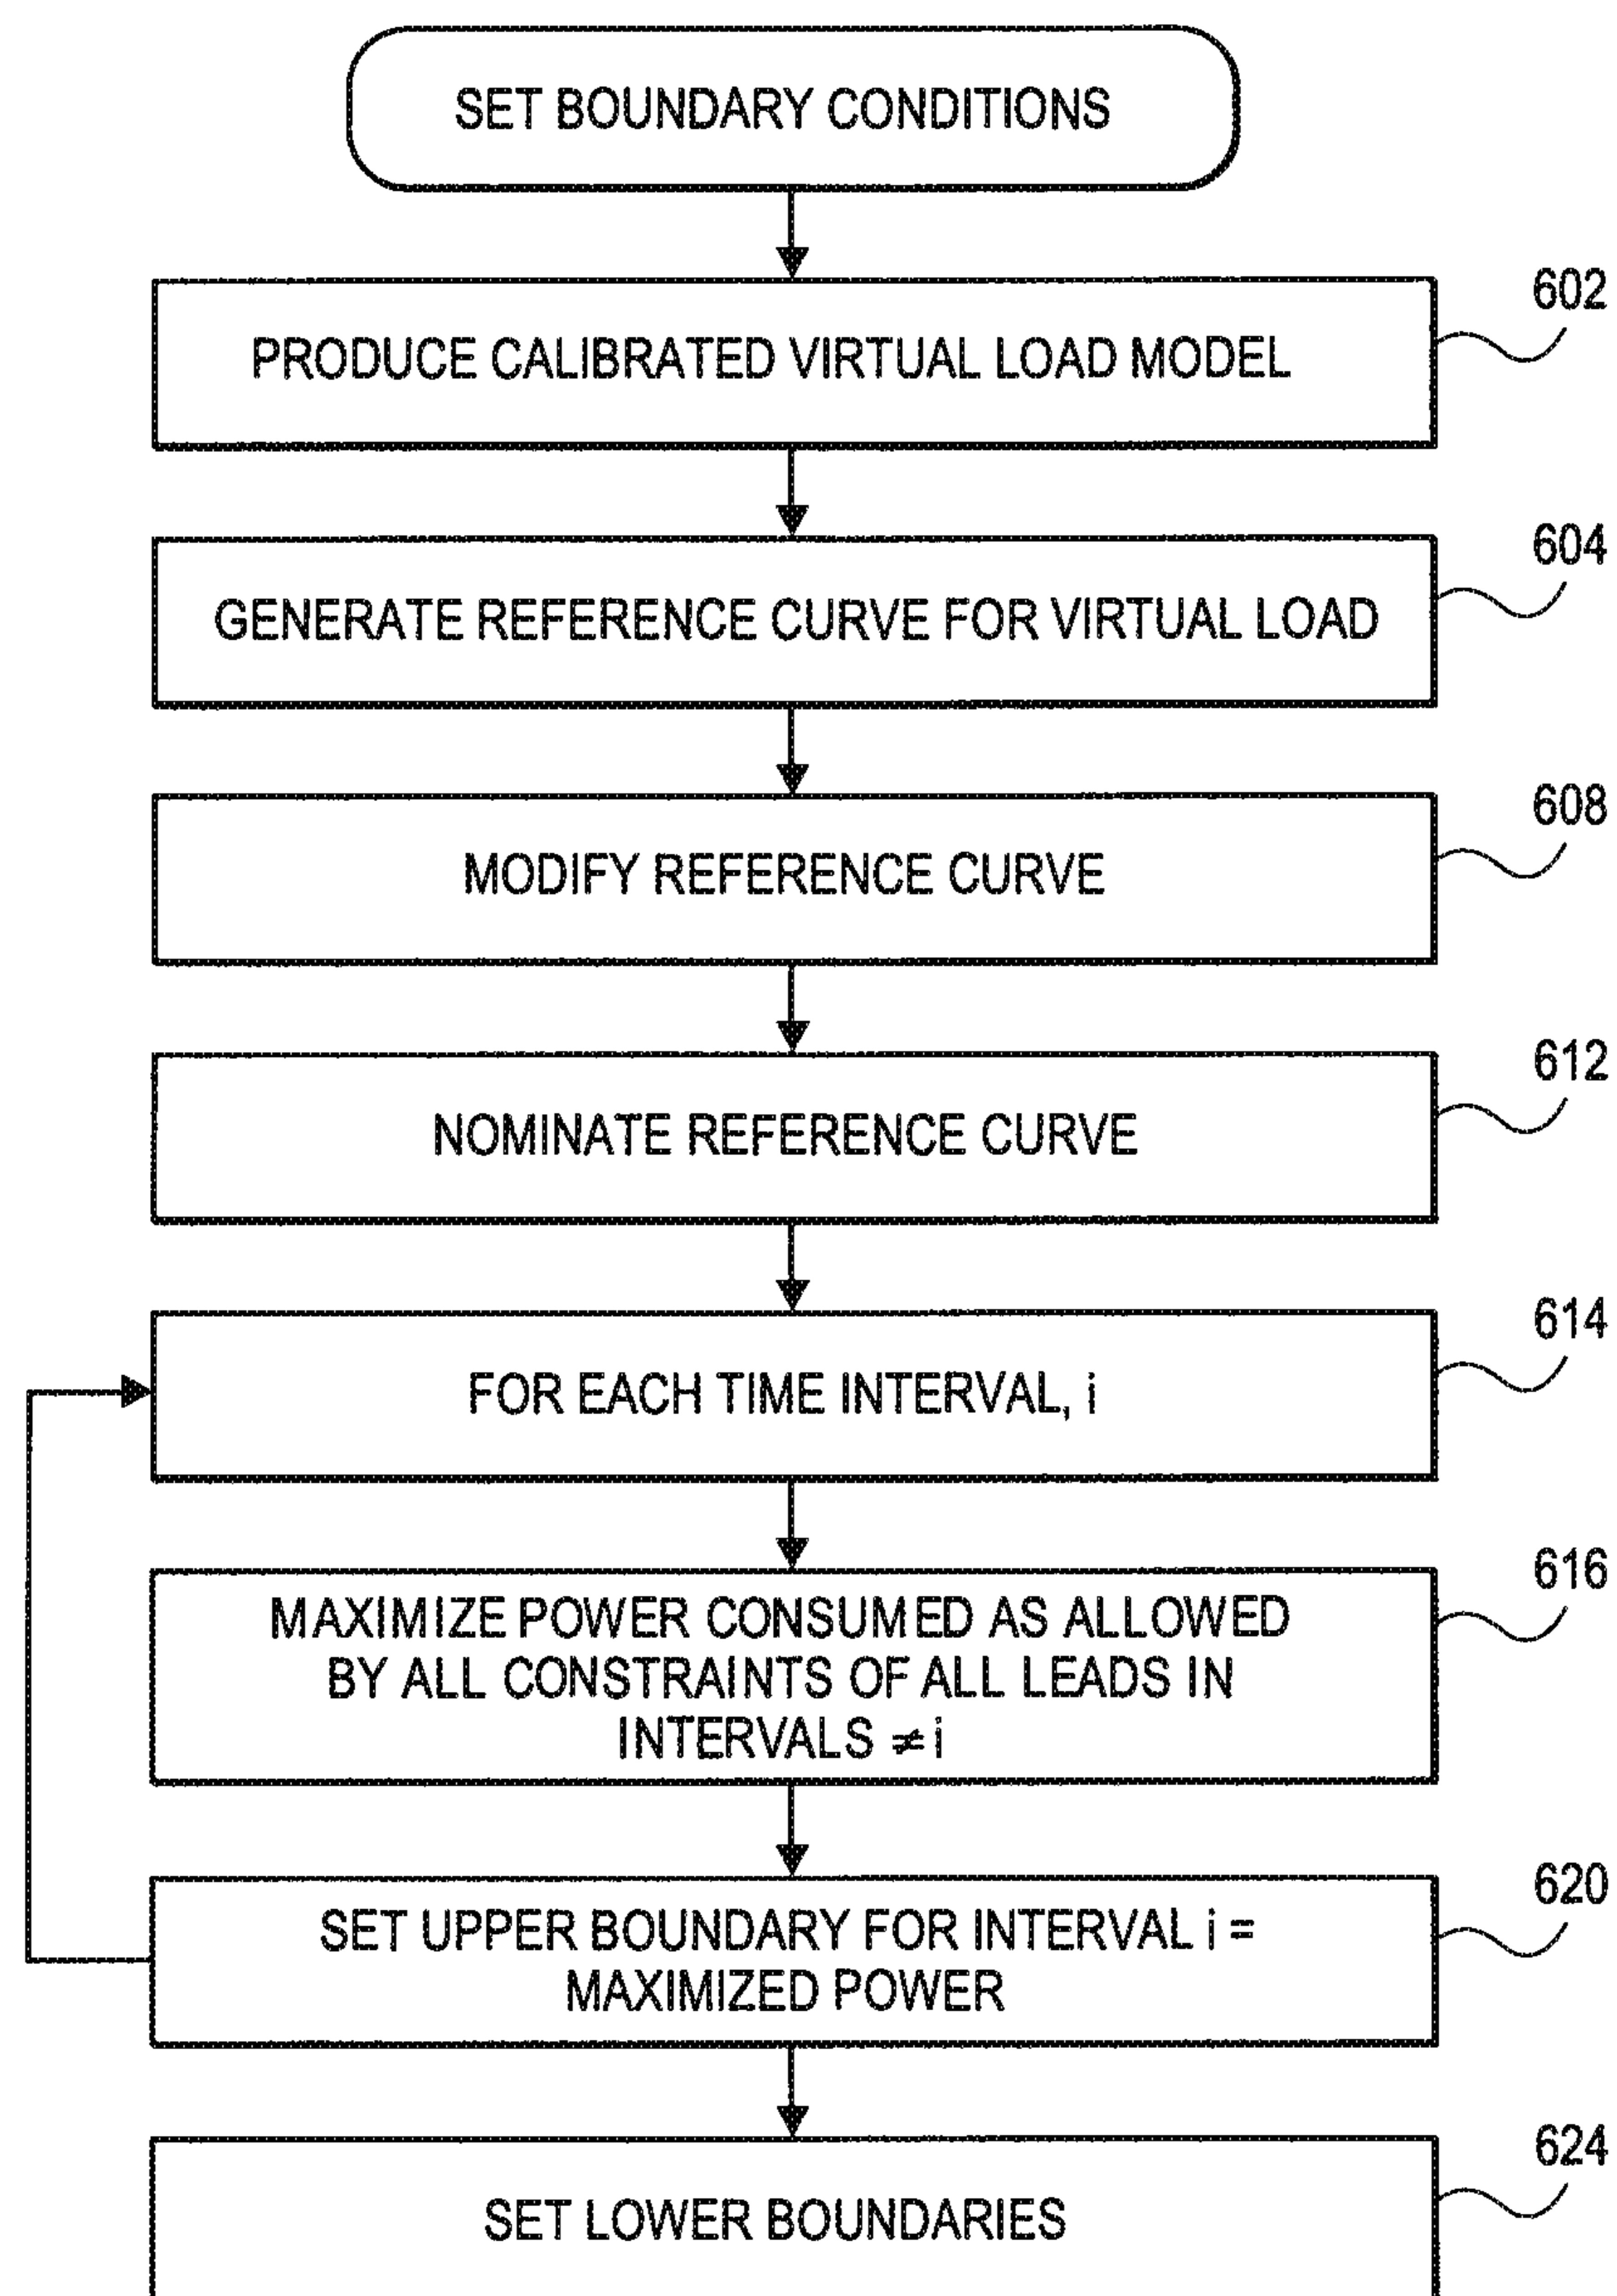 SET BOUNDARY CONDITIONS
602
PRODUCE CALIBRATED VIRTUAL LOAD MODEL
604
GENERATE REFERENCE CURVE FOR VIRTUAL LOAD
608
MODIFY REFERENCE CURVE
612
NOMINATE REFERENCE CURVE
614
FOR EACH TIME INTERVAL, i
616
MAXIMIZE POWER CONSUMED AS ALLOWED
BY ALL CONSTRAINTS OF ALL LEADS IN
INTERVALS ≠ i
620
SET UPPER BOUNDARY FOR INTERVAL i =
MAXIMIZED POWER
624
SET LOWER BOUNDARIES